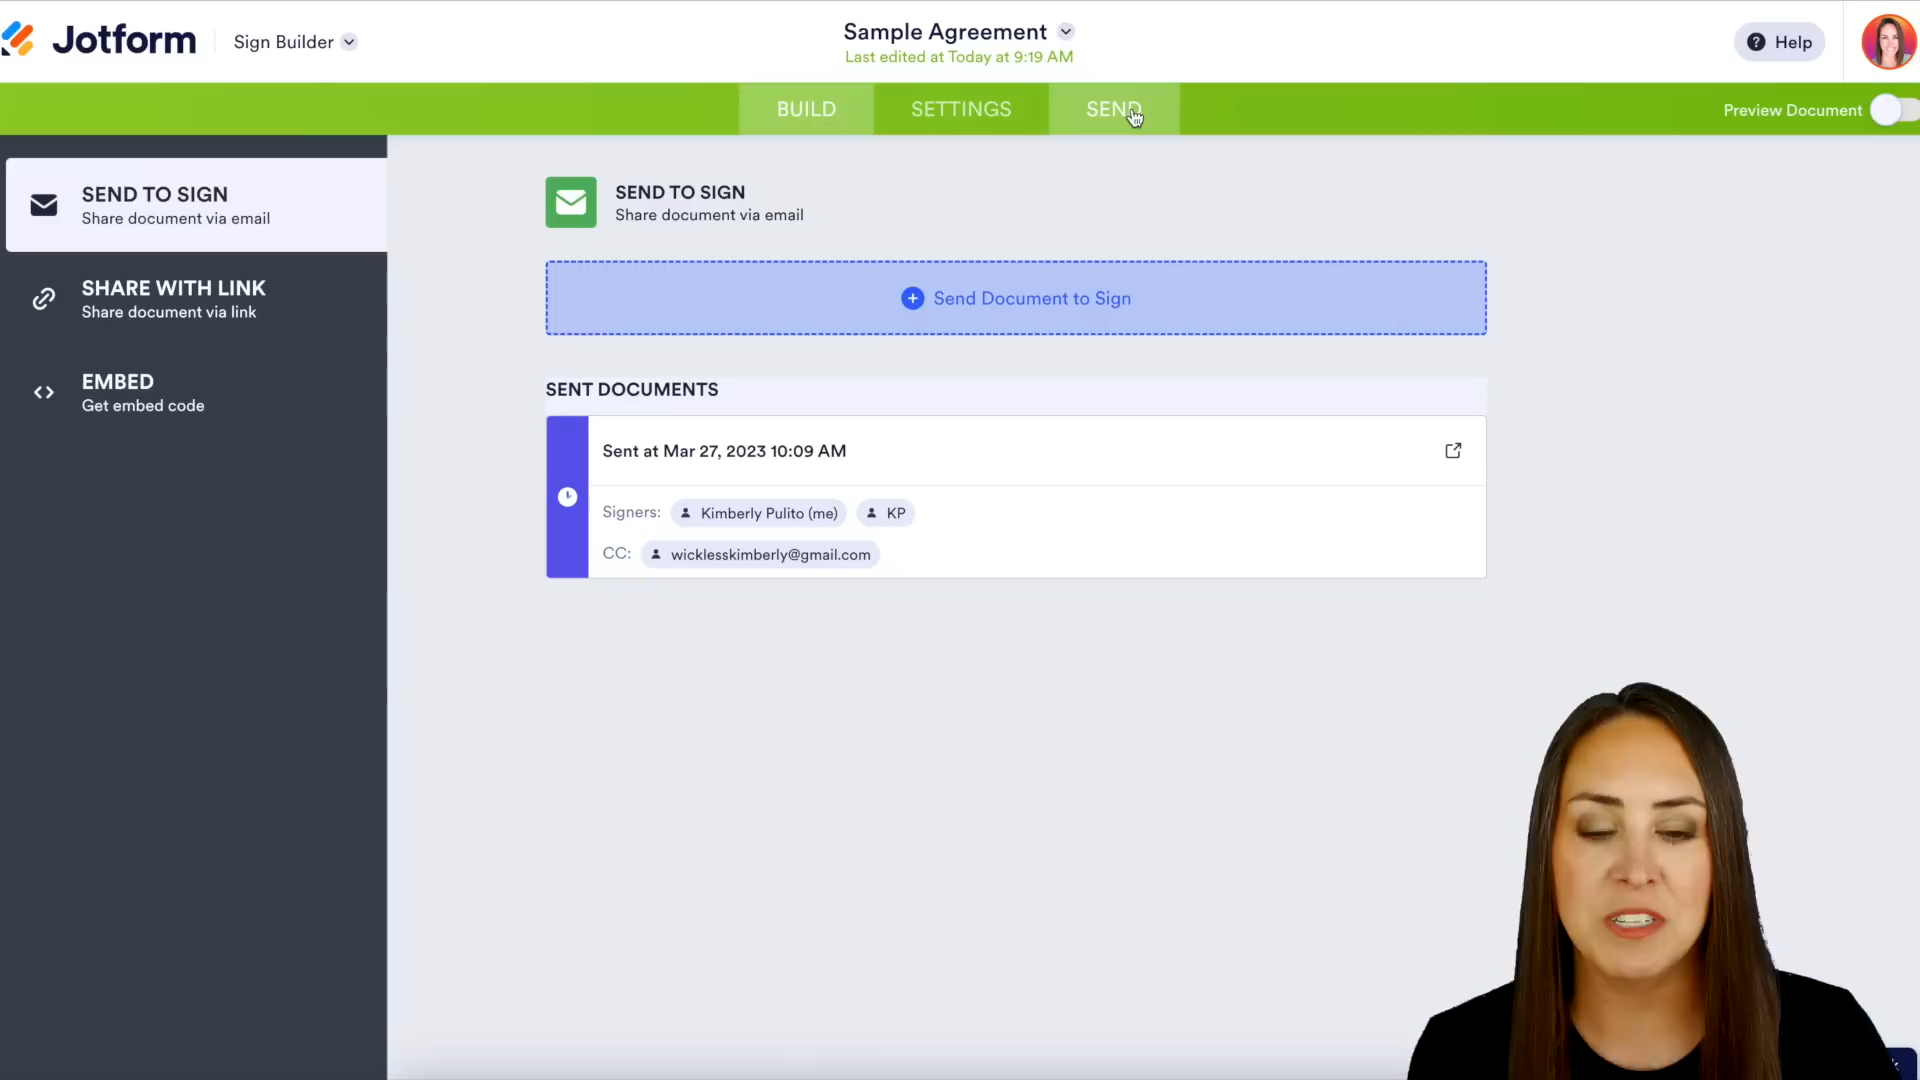 Jotform
Sign Builder
Sample Agreement
Last edited at Today at 9:19 AM
Help
BUILD
SETTINGS
SEND
Preview Document
SEND TO SIGN
Share document via email
SHARE WITH LINK
Share document via link
EMBED
Get embed code
SEND TO SIGN
Share document via email
Send Document to Sign
SENT DOCUMENTS
Sent at Mar 27, 2023 10:09 AM
Signers: Kimberly Pulito (me) KP
CC: wicklesskimberly@gmail.com